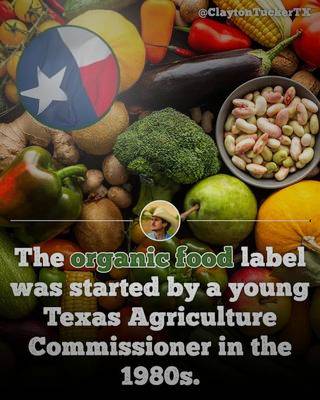 @ClaytonTuckerTX
The organic food label
was started by a young
Texas Agriculture
Commissioner in the
1980s.